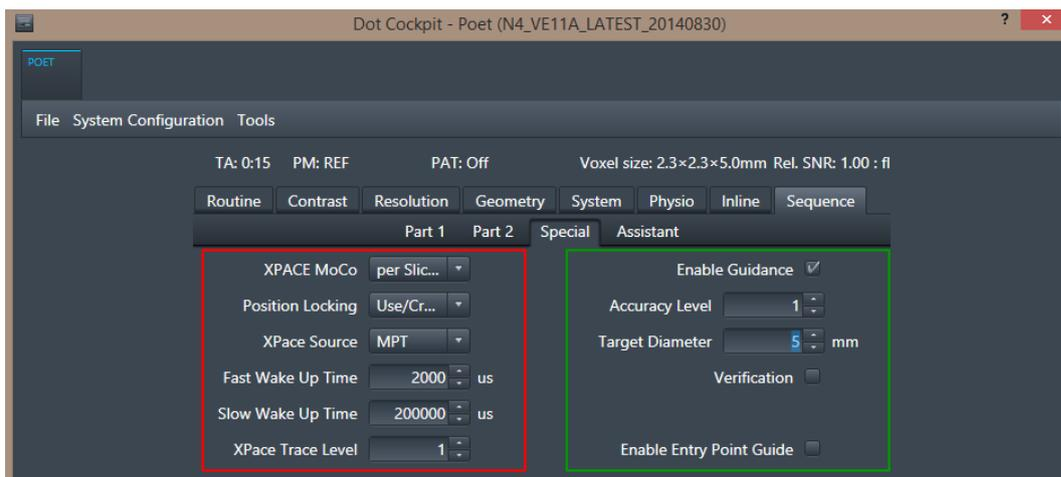 Dot Cockpit - Poet (N4_VE11A_LATEST_20140830) ? ×
POET
File System Configuration Tools
TA: 0:15 PM: REF PAT: Off Voxel size: 2.3×2.3×5.0mm Rel. SNR: 1.00 : fl
Routine Contrast Resolution Geometry System Physio Inline Sequence
Part 1 Part 2 Special Assistant
XPACE MoCo per Slic...
Position Locking Use/Cr...
XPace Source MPT
Fast Wake Up Time 2000 us
Slow Wake Up Time 200000 us
XPace Trace Level 1
Enable Guidance
Accuracy Level 1
Target Diameter 5 mm
Verification
Enable Entry Point Guide